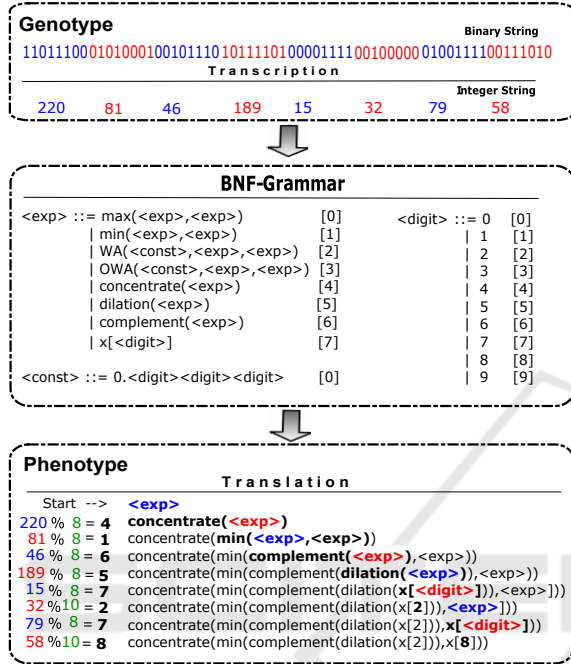 Genotype
Binary String
1101110001010001001011101011110100001111001000000100111100111010
Transcription
Integer String
220 81 46 189 15 32 79 58
BNF-Grammar
<exp> ::= max(<exp>,<exp>) [0] <digit> ::= 0 [0]
| min(<exp>,<exp>) [1] | 1 [1]
| WA(<const>,<exp>,<exp>) [2] | 2 [2]
| OWA(<const>,<exp>,<exp>) [3] | 3 [3]
| concentrate(<exp>) [4] | 4 [4]
| dilation(<exp>) [5] | 5 [5]
| complement(<exp>) [6] | 6 [6]
| x[<digit>] [7] | 7 [7]
| 8 [8]
<const> ::= 0.<digit><digit><digit> [0] | 9 [9]
Phenotype
Translation
Start --> <exp>
220 % 8 = 4 concentrate(<exp>)
81 % 8 = 1 concentrate(min(<exp>,<exp>))
46 % 8 = 6 concentrate(min(complement(<exp>),<exp>))
189 % 8 = 5 concentrate(min(complement(dilation(<exp>)),<exp>))
15 % 8 = 7 concentrate(min(complement(dilation(x[<digit>])),<exp>]))
32 %10 = 2 concentrate(min(complement(dilation(x[2])),<exp>]))
79 % 8 = 7 concentrate(min(complement(dilation(x[2])),x[<digit>]))
58 %10 = 8 concentrate(min(complement(dilation(x[2])),x[8]))